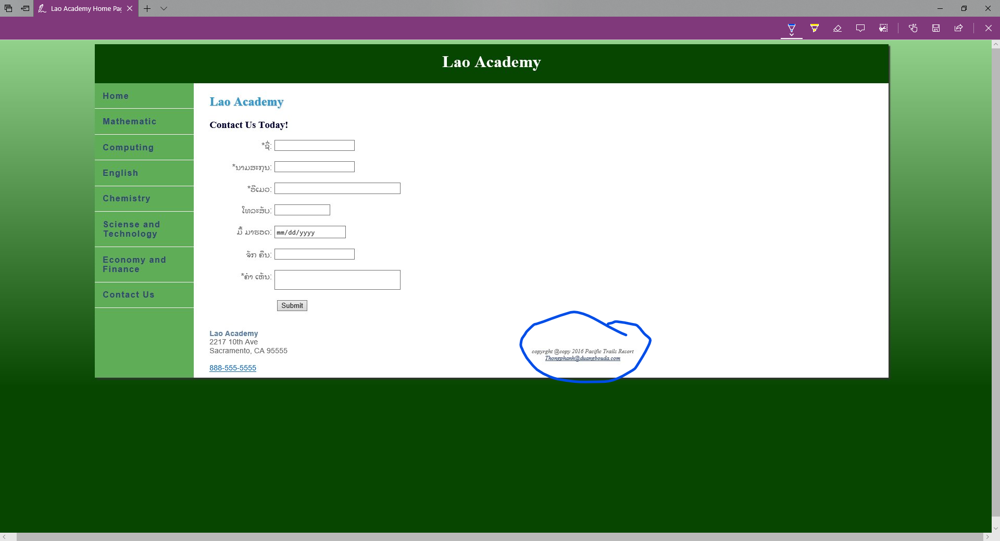 Lao Academy Home Pag
Lao Academy
Home
Mathematic
Computing
English
Chemistry
Sciense and
Technology
Economy and
Finance
Contact Us
Lao Academy
Contact Us Today!
*ຊື່:
*ນາມສະກຸນ:
*ອີເມວ:
ໂທລະສັບ:
ມື້ ມາຮອດ: mm/dd/yyyy
ຈັກ ຄືນ:
*ຄຳ ເຫັນ:
Submit
Lao Academy
2217 10th Ave
Sacramento, CA 95555
888-555-5555
copyrght @copy 2016 Pacific Trails Resort
Thongphanh@duangbouda.com